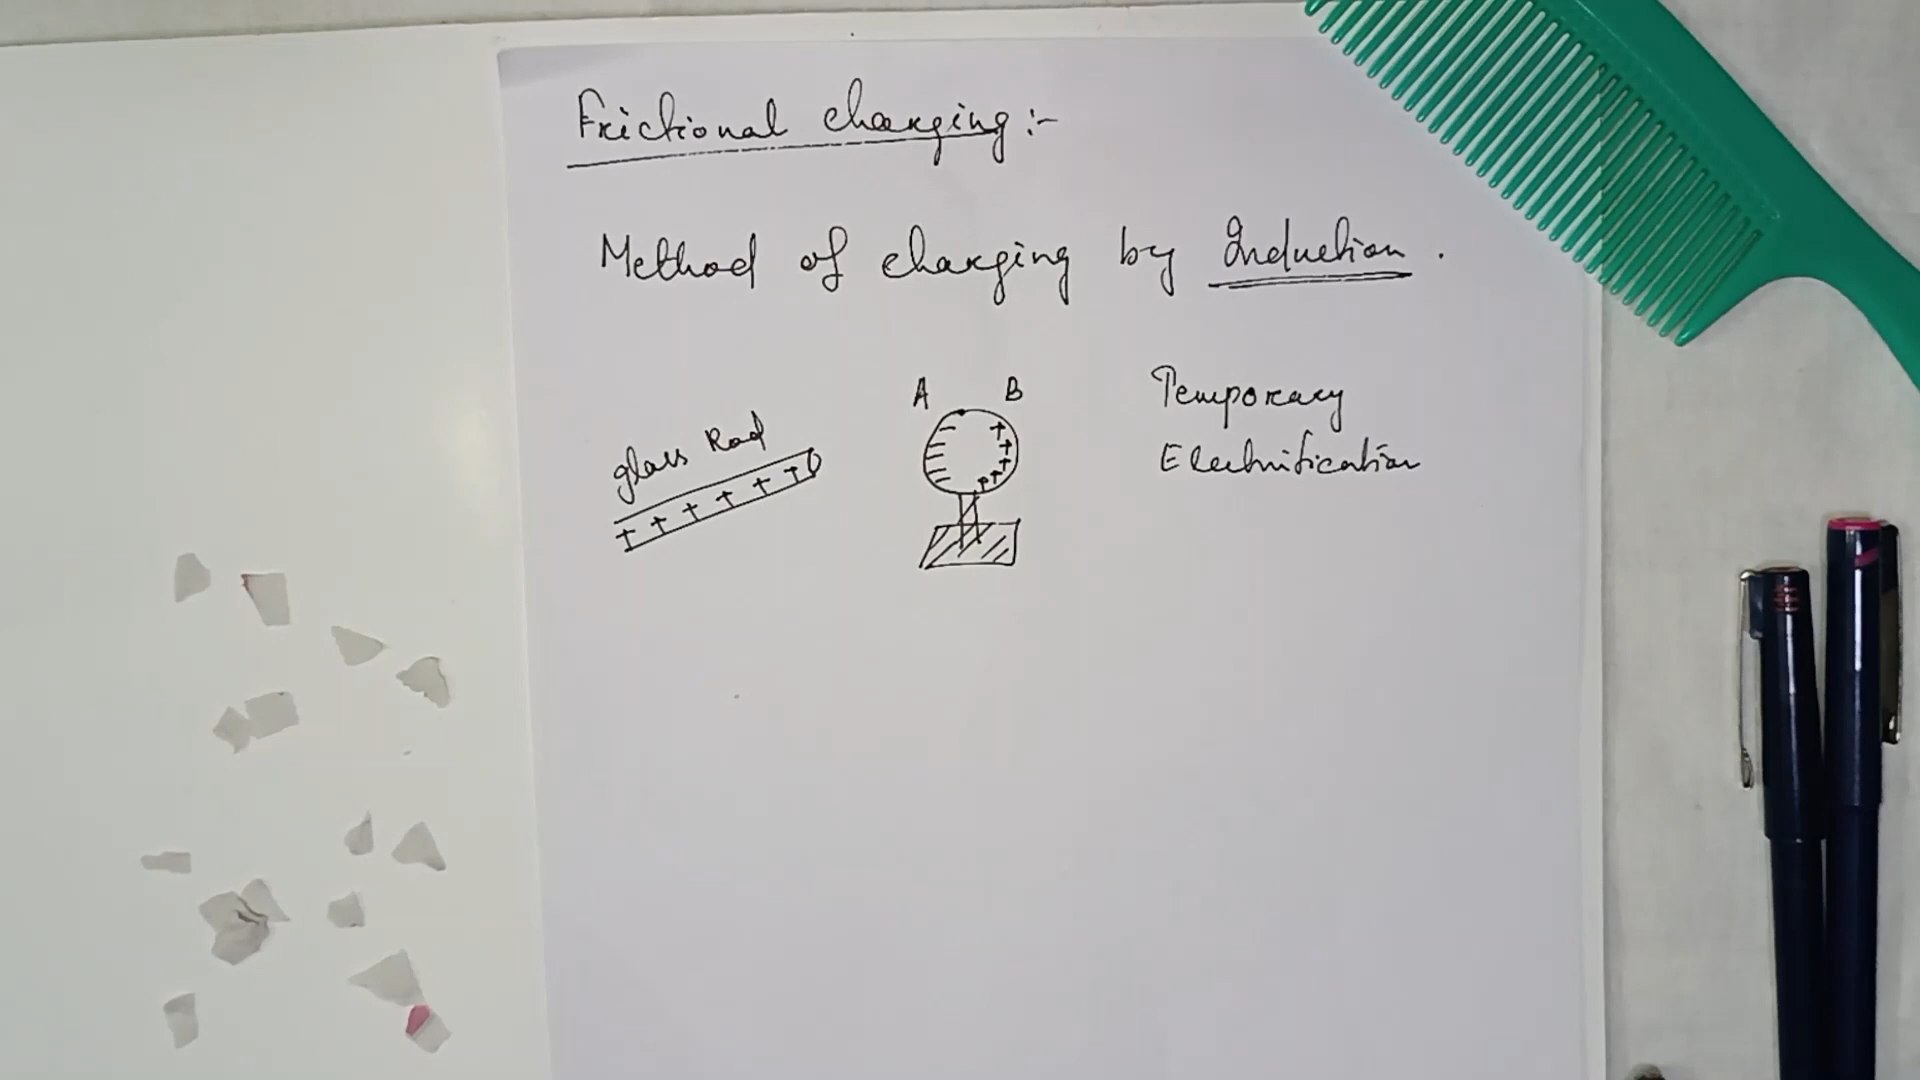 Frictional charging:-
Method of charging by Induction.
A B
glass Rod
+ + + + + +
Temporary
Electrification